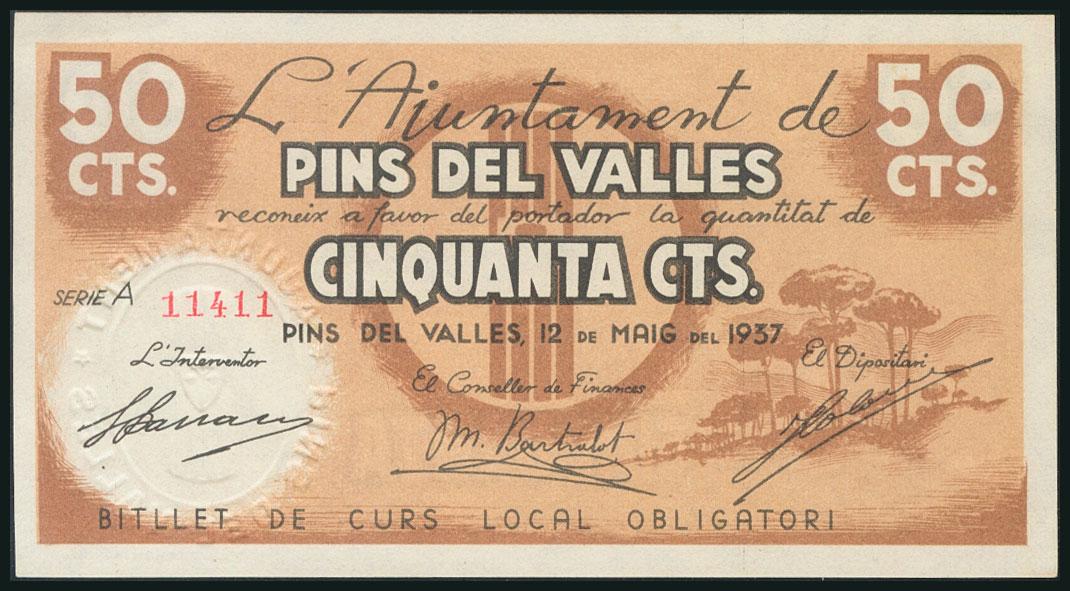 50 CTS.
L'Ajuntament de
50 CTS.
PINS DEL VALLES
reconeix a favor del portador la quantitat de
CINQUANTA CTS.
SERIE A 11411
PINS DEL VALLES, 12 DE MAIG DEL 1937
L'Interventor
El Conseller de Finances
El Dipositari
M. Bartralot
BITLLET DE CURS LOCAL OBLIGATORI